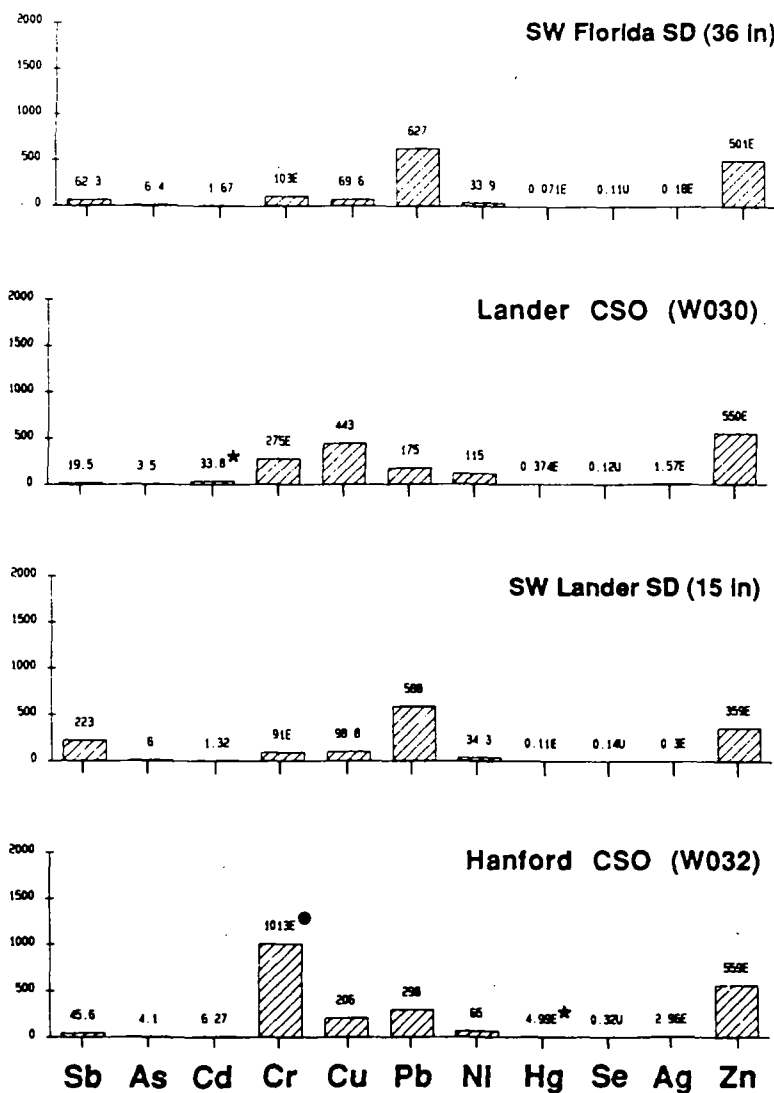 SW Florida SD (36 in)
2000
1500
1000
500
0
62 3 6 4 1 67 103E 69 6 627 33 9 0 071E 0.11U 0.18E 501E
Lander CSO (W030)
2000
1500
1000
500
0
19.5 3 5 33.8★ 275E 443 175 115 0 374E 0.12U 1.57E 550E
SW Lander SD (15 in)
2000
1500
1000
500
0
223 6 1.32 91E 98 8 588 34 3 0.11E 0.14U 0 3E 359E
Hanford CSO (W032)
2000
1500
1000
500
0
45.6 4.1 6 27 1013E● 206 298 66 4.99E★ 0.32U 2.96E 559E
Sb As Cd Cr Cu Pb Ni Hg Se Ag Zn